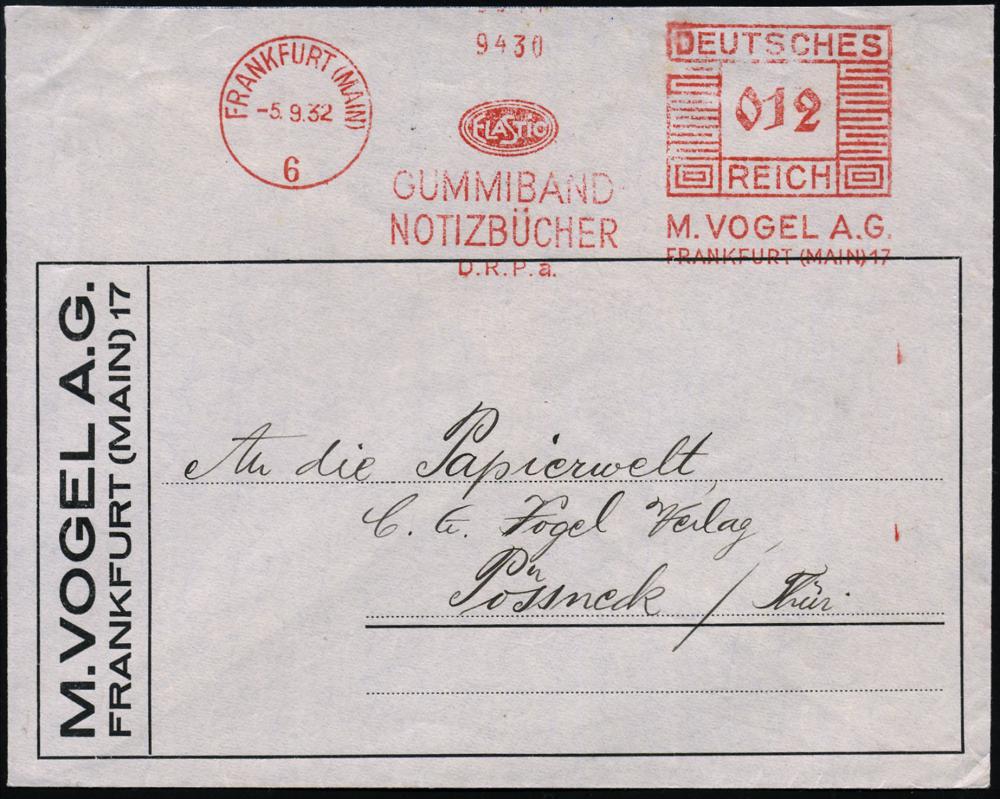 9430
FRANKFURT (MAIN)
-5.9.32
6
ELASTIC
GUMMIBAND
NOTIZBÜCHER
D.R.P.a.
DEUTSCHES
012
REICH
M. VOGEL A.G.
FRANKFURT (MAIN) 17
M. VOGEL A.G.
FRANKFURT (MAIN) 17
An die Papierwelt,
C. G. Vogel Verlag,
Pössneck / Thür.